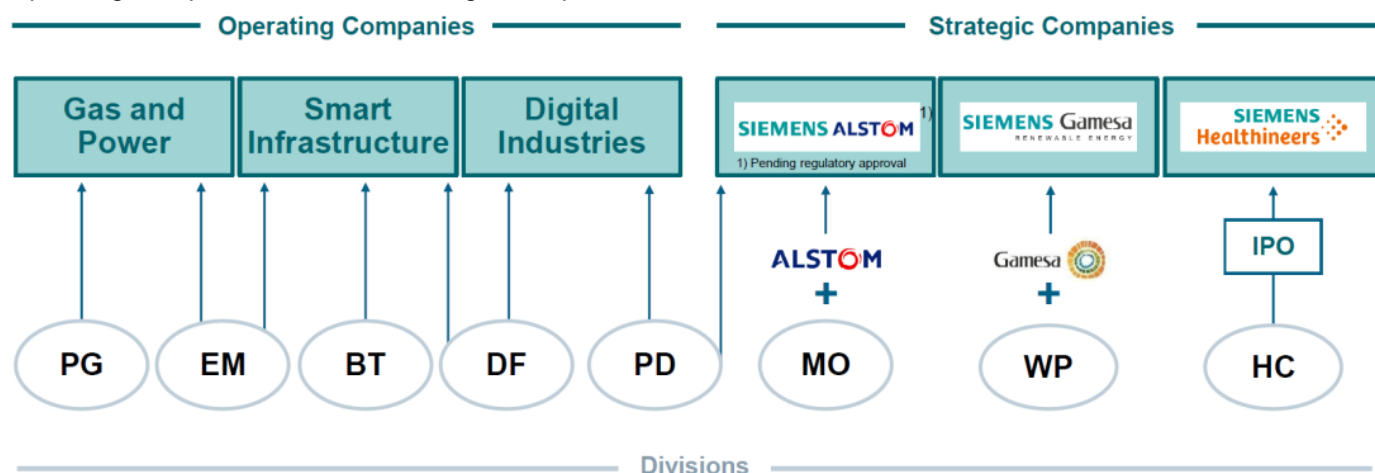 Operating Companies
Strategic Companies
Gas and
Power
Smart
Infrastructure
Digital
Industries
SIEMENS ALSTOM 1)
1) Pending regulatory approval
SIEMENS Gamesa
RENEWABLE ENERGY
SIEMENS
Healthineers
ALSTOM
+
Gamesa
+
IPO
PG
EM
BT
DF
PD
MO
WP
HC
Divisions